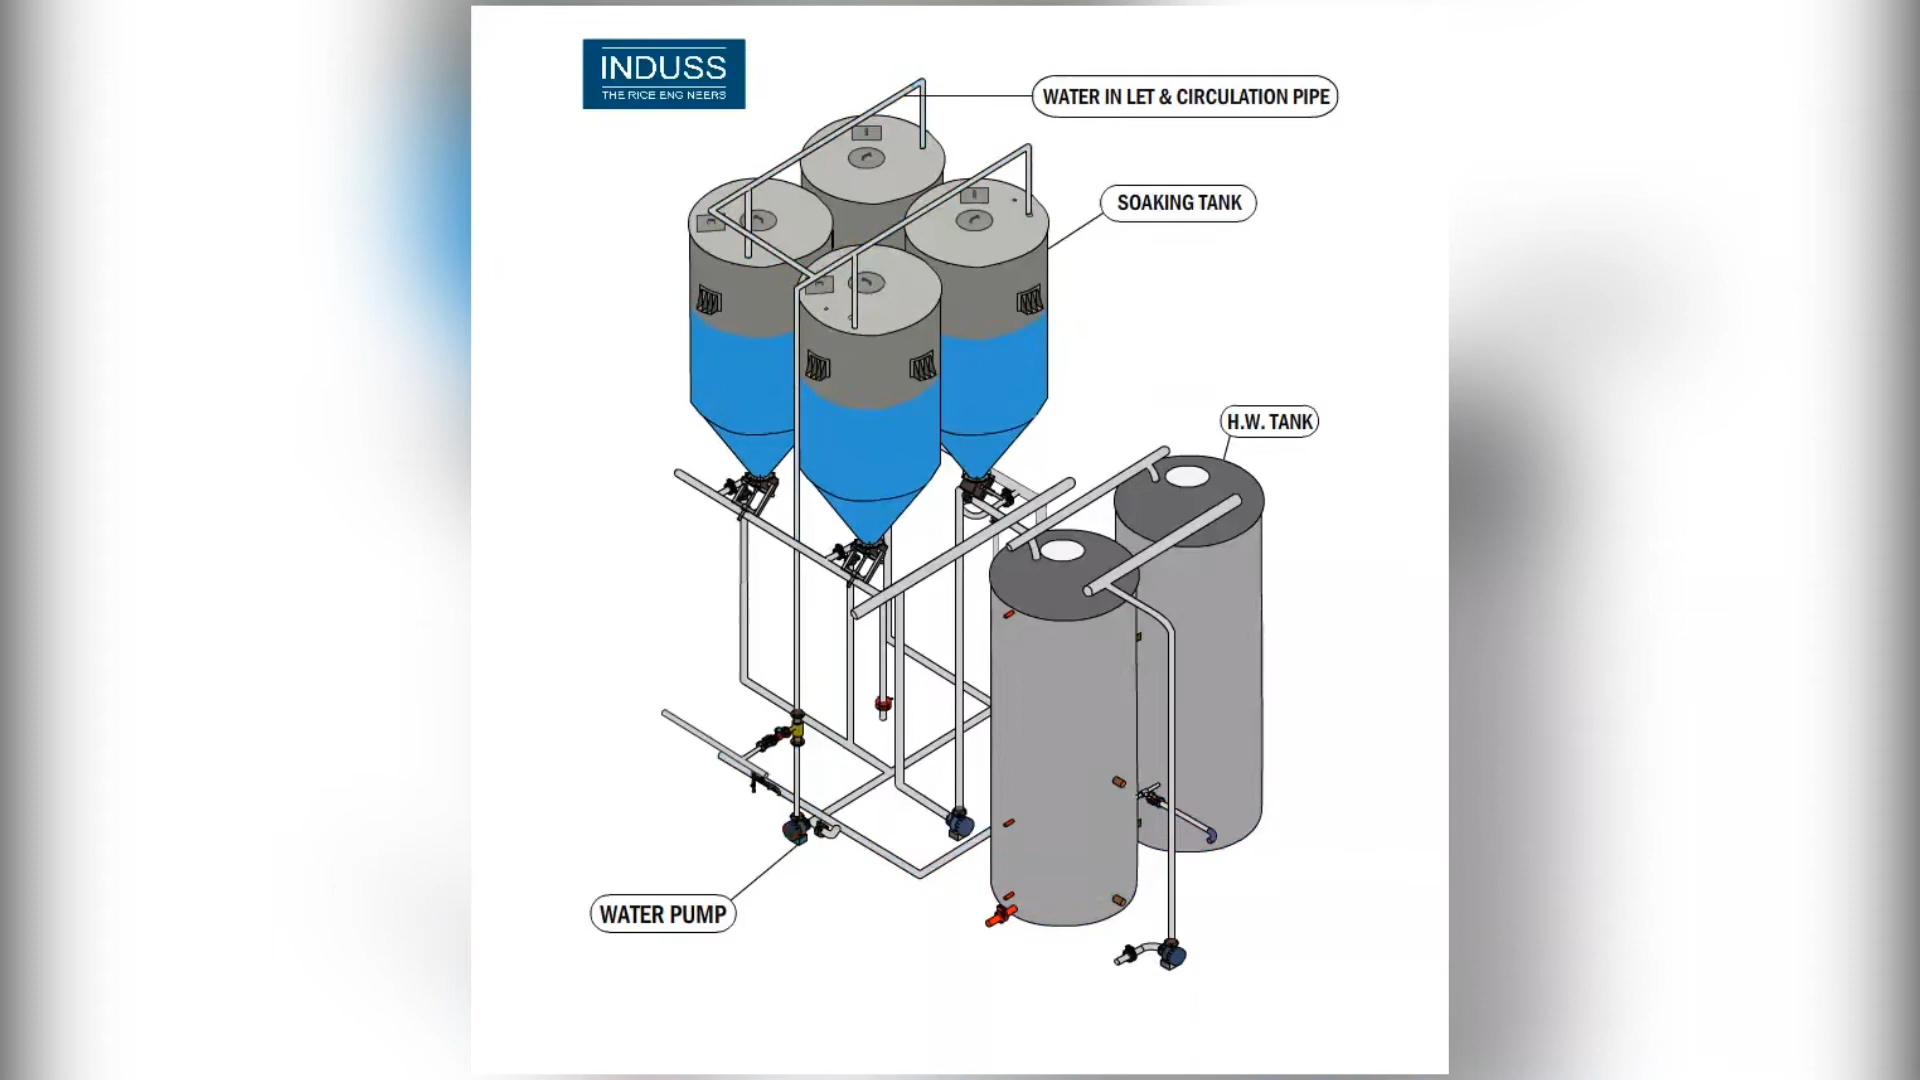 INDUSS
THE RICE ENG NEERS
WATER IN LET & CIRCULATION PIPE
SOAKING TANK
H.W. TANK
WATER PUMP